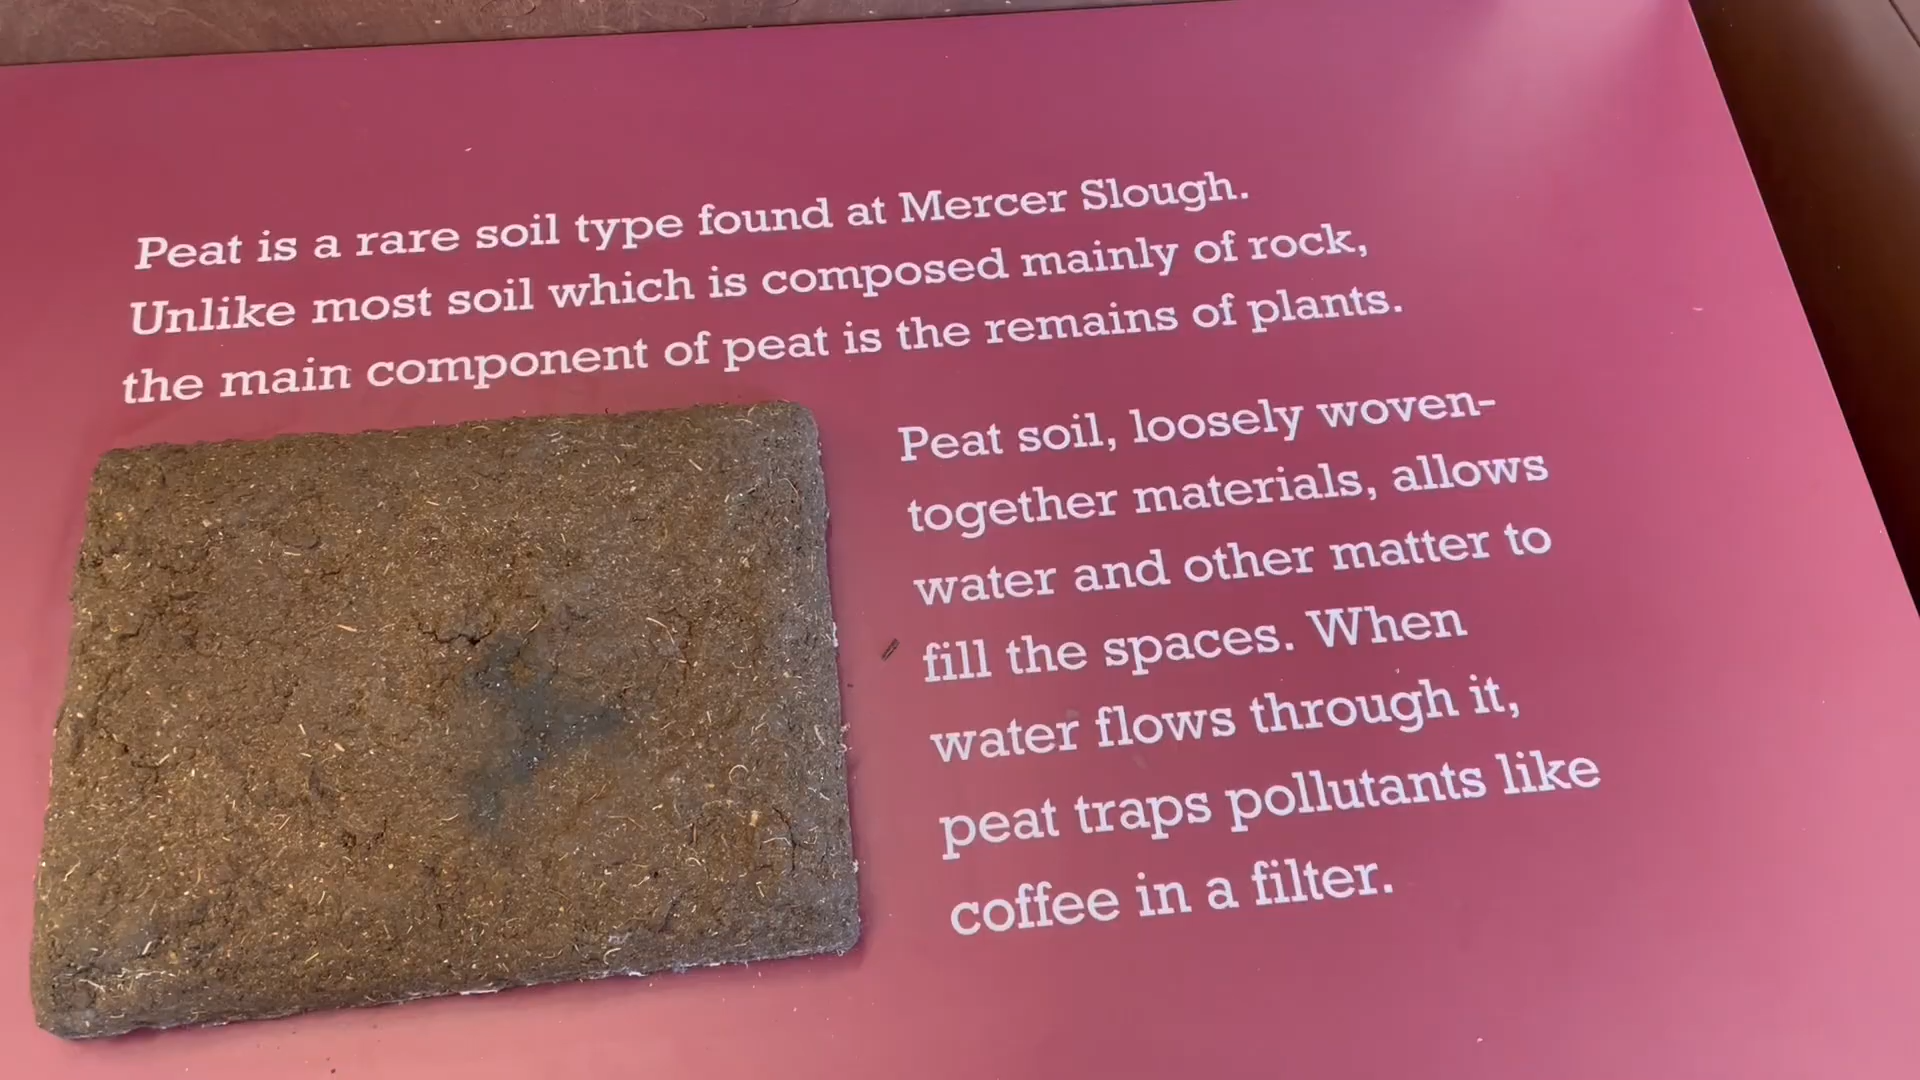 Peat is a rare soil type found at Mercer Slough.
Unlike most soil which is composed mainly of rock,
the main component of peat is the remains of plants.
Peat soil, loosely woven-
together materials, allows
water and other matter to
fill the spaces. When
water flows through it,
peat traps pollutants like
coffee in a filter.